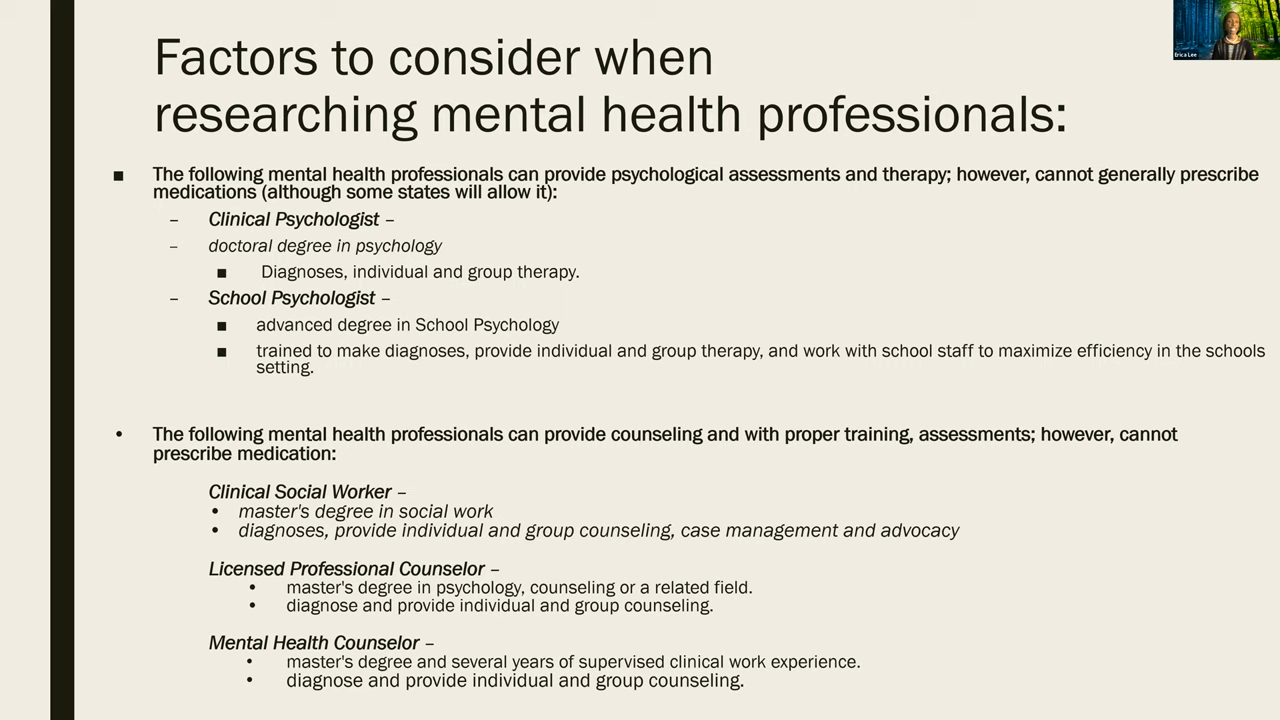 Factors to consider when
researching mental health professionals:
Erica Lee
■ The following mental health professionals can provide psychological assessments and therapy; however, cannot generally prescribe
medications (although some states will allow it):
– Clinical Psychologist –
– doctoral degree in psychology
■ Diagnoses, individual and group therapy.
– School Psychologist –
■ advanced degree in School Psychology
■ trained to make diagnoses, provide individual and group therapy, and work with school staff to maximize efficiency in the schools
setting.
• The following mental health professionals can provide counseling and with proper training, assessments; however, cannot
prescribe medication:
Clinical Social Worker –
• master's degree in social work
• diagnoses, provide individual and group counseling, case management and advocacy
Licensed Professional Counselor –
• master's degree in psychology, counseling or a related field.
• diagnose and provide individual and group counseling.
Mental Health Counselor –
• master's degree and several years of supervised clinical work experience.
• diagnose and provide individual and group counseling.